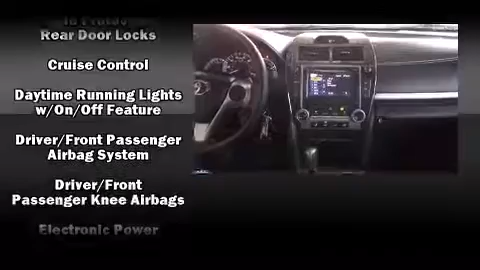 Rear Door Locks
Cruise Control
Daytime Running Lights
w/On/Off Feature
Driver/Front Passenger
Airbag System
Driver/Front
Passenger Knee Airbags
Electronic Power